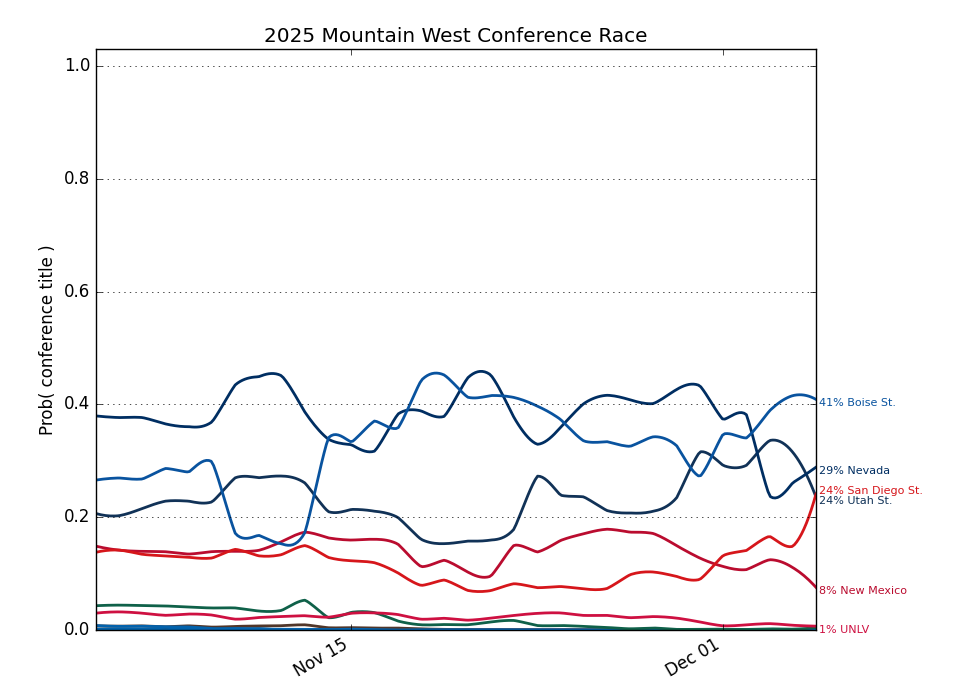 2025 Mountain West Conference Race
Prob( conference title )
1.0
0.8
0.6
0.4
0.2
0.0
Nov 15
Dec 01
41% Boise St.
29% Nevada
24% San Diego St.
24% Utah St.
8% New Mexico
1% UNLV